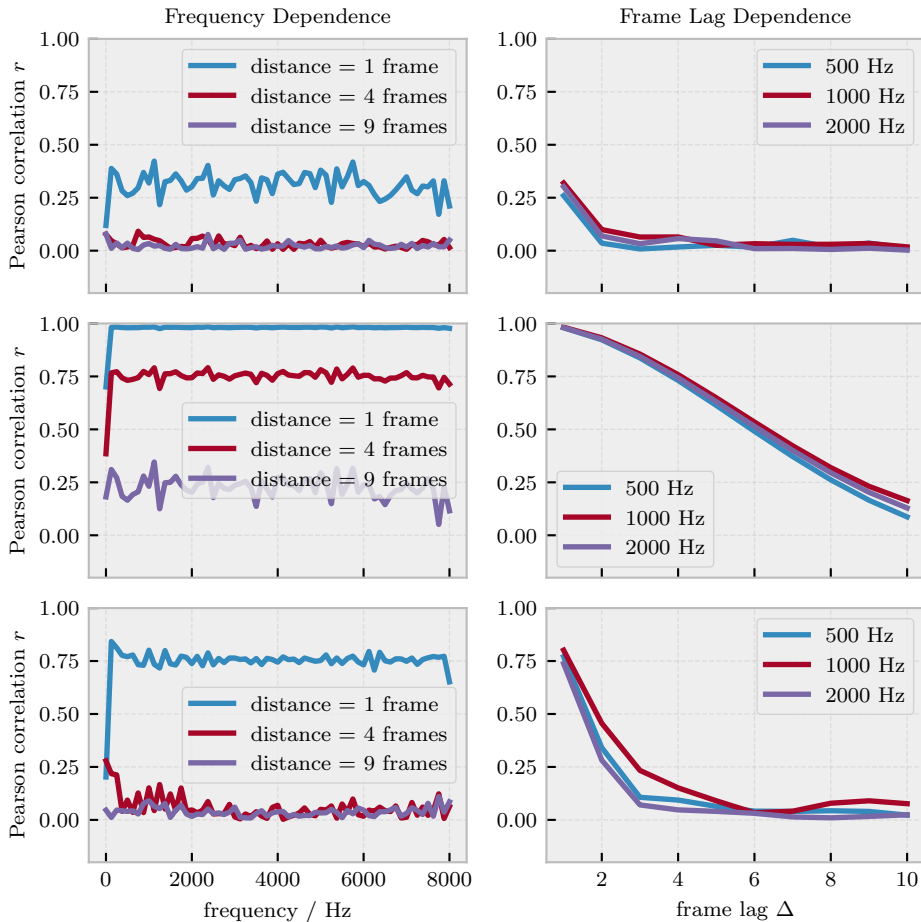 Frequency Dependence
Frame Lag Dependence
Pearson correlation r
1.00
0.75
0.50
0.25
0.00
distance = 1 frame
distance = 4 frames
distance = 9 frames
1.00
0.75
0.50
0.25
0.00
500 Hz
1000 Hz
2000 Hz
Pearson correlation r
1.00
0.75
0.50
0.25
0.00
distance = 1 frame
distance = 4 frames
distance = 9 frames
1.00
0.75
0.50
0.25
0.00
500 Hz
1000 Hz
2000 Hz
Pearson correlation r
1.00
0.75
0.50
0.25
0.00
distance = 1 frame
distance = 4 frames
distance = 9 frames
0 2000 4000 6000 8000
frequency / Hz
1.00
0.75
0.50
0.25
0.00
500 Hz
1000 Hz
2000 Hz
2 4 6 8 10
frame lag Δ